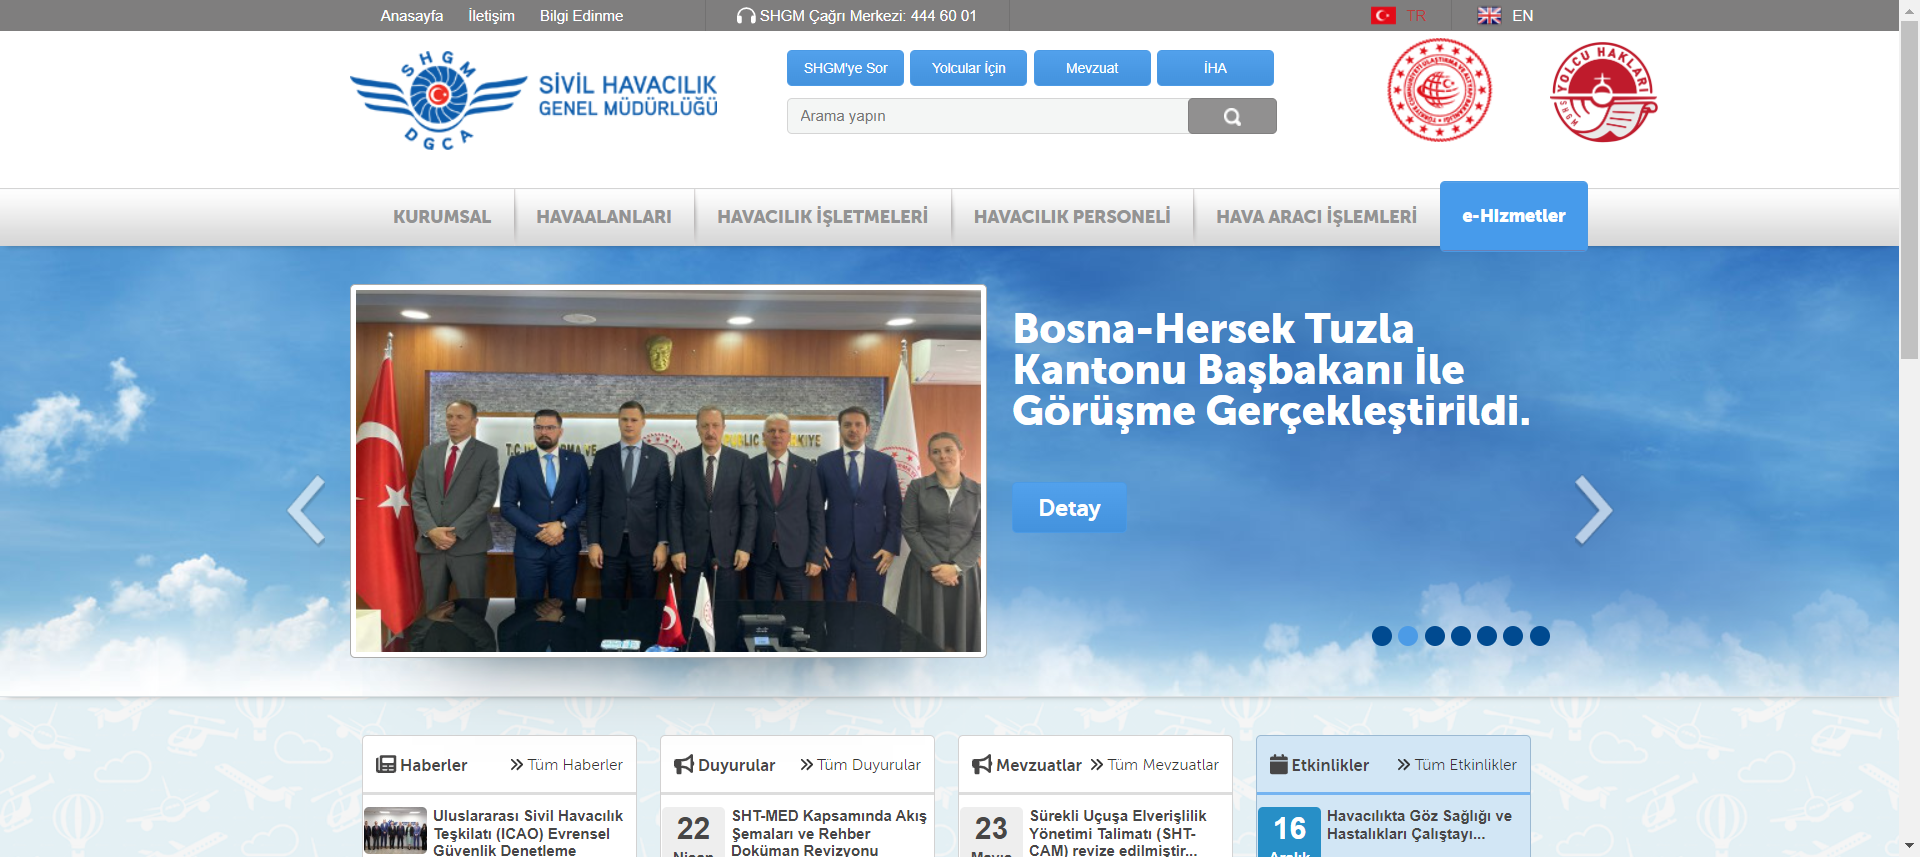 Anasayfa İletişim Bilgi Edinme SHGM Çağrı Merkezi: 444 60 01 TR EN
SHGM'ye Sor Yolcular İçin Mevzuat İHA
SHGM
DGCA
SİVİL HAVACILIK
GENEL MÜDÜRLÜĞÜ
Arama yapın
YOLCU HAKLARI
SHGM
KURUMSAL HAVAALANLARI HAVACILIK İŞLETMELERİ HAVACILIK PERSONELİ HAVA ARACI İŞLEMLERİ e-Hizmetler
Bosna-Hersek Tuzla
Kantonu Başbakanı İle
Görüşme Gerçekleştirildi.
Detay
Haberler Tüm Haberler
Uluslararası Sivil Havacılık
Teşkilatı (ICAO) Evrensel
Güvenlik Denetleme
Duyurular Tüm Duyurular
22
Nisan
SHT-MED Kapsamında Akış
Şemaları ve Rehber
Doküman Revizyonu
Mevzuatlar Tüm Mevzuatlar
23
Mayıs
Sürekli Uçuşa Elverişlilik
Yönetimi Talimatı (SHT-
CAM) revize edilmiştir...
Etkinlikler Tüm Etkinlikler
16
Aralık
Havacılıkta Göz Sağlığı ve
Hastalıkları Çalıştayı...